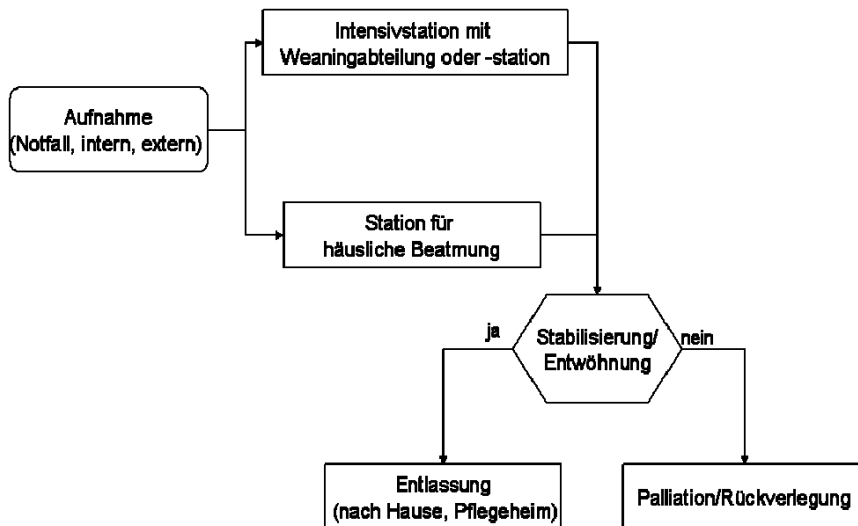 Intensivstation mit
Weaningabteilung oder -station
Aufnahme
(Notfall, intern, extern)
Station für
häusliche Beatmung
ja
Stabilisierung/
Entwöhnung
nein
Entlassung
(nach Hause, Pflegeheim)
Palliation/Rückverlegung